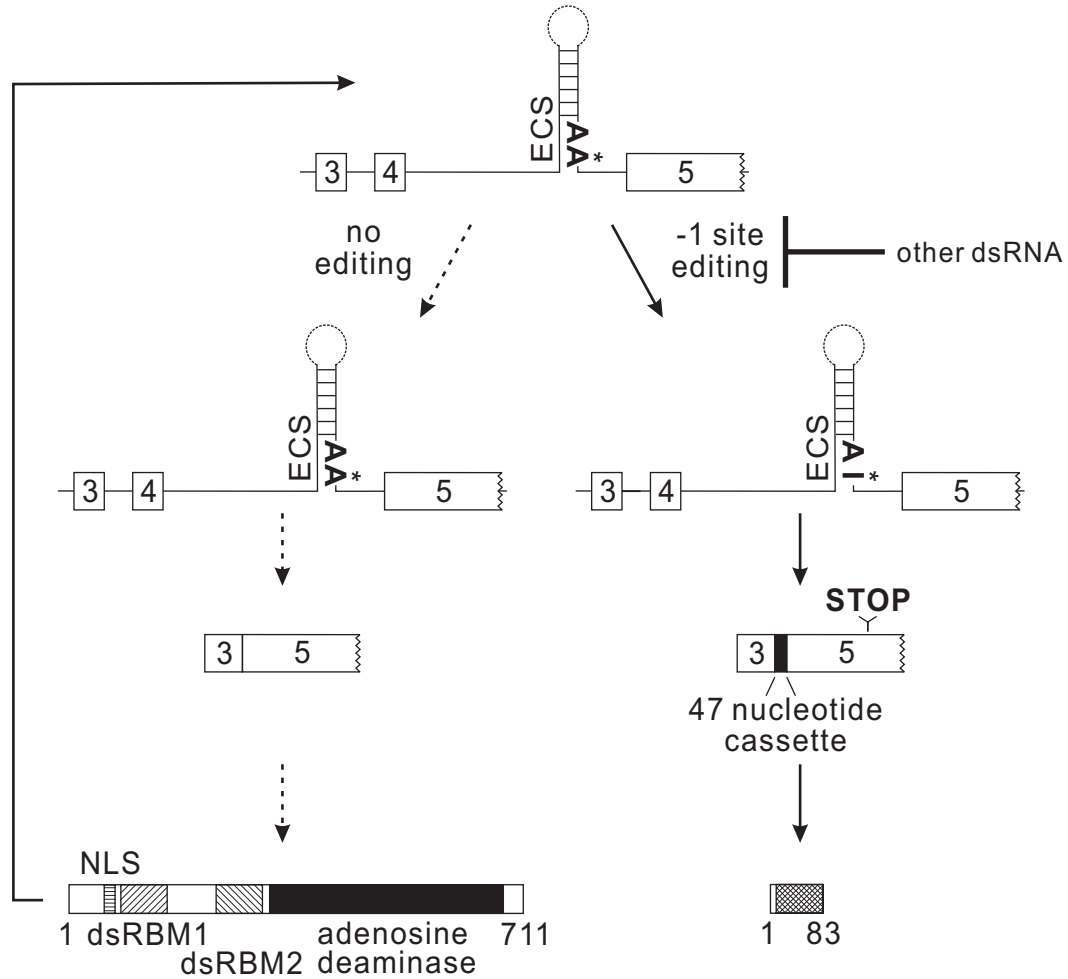 ECS
AA*
3
4
5
no
editing
-1 site
editing
other dsRNA
ECS
AA*
3
4
5
ECS
AI*
3
4
5
3
5
STOP
3
5
47 nucleotide
cassette
NLS
1 dsRBM1
dsRBM2
adenosine
deaminase
711
1
83